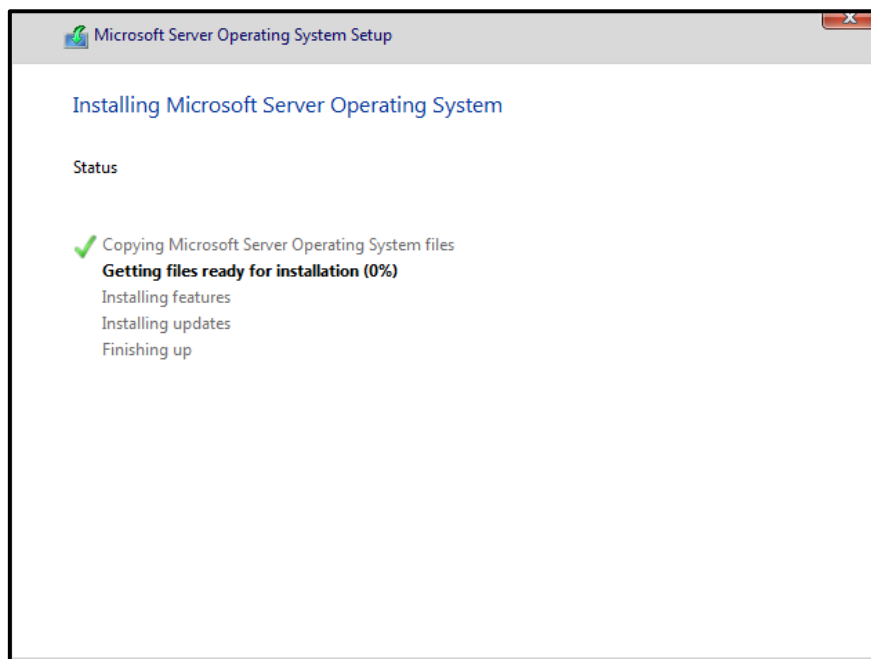 Microsoft Server Operating System Setup
Installing Microsoft Server Operating System
Status
Copying Microsoft Server Operating System files
Getting files ready for installation (0%)
Installing features
Installing updates
Finishing up